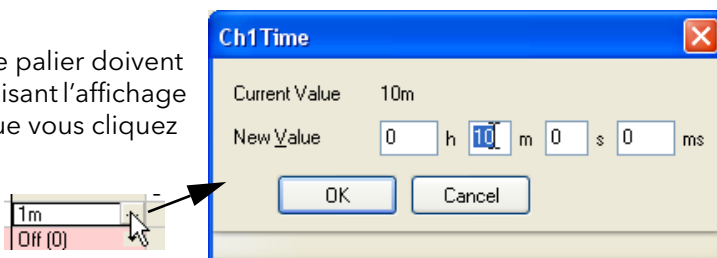 e palier doivent
isant l'affichage
ue vous cliquez
1m
Off (0)
Ch1Time
Current Value 10m
New Value 0 h 10 m 0 s 0 ms
OK Cancel